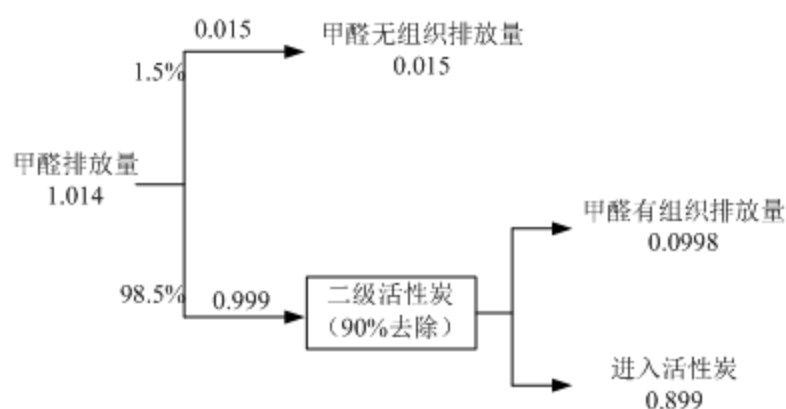 0.015
甲醛无组织排放量
0.015
1.5%
甲醛排放量
1.014
甲醛有组织排放量
0.0998
98.5%
0.999
二级活性炭
（90%去除）
进入活性炭
0.899